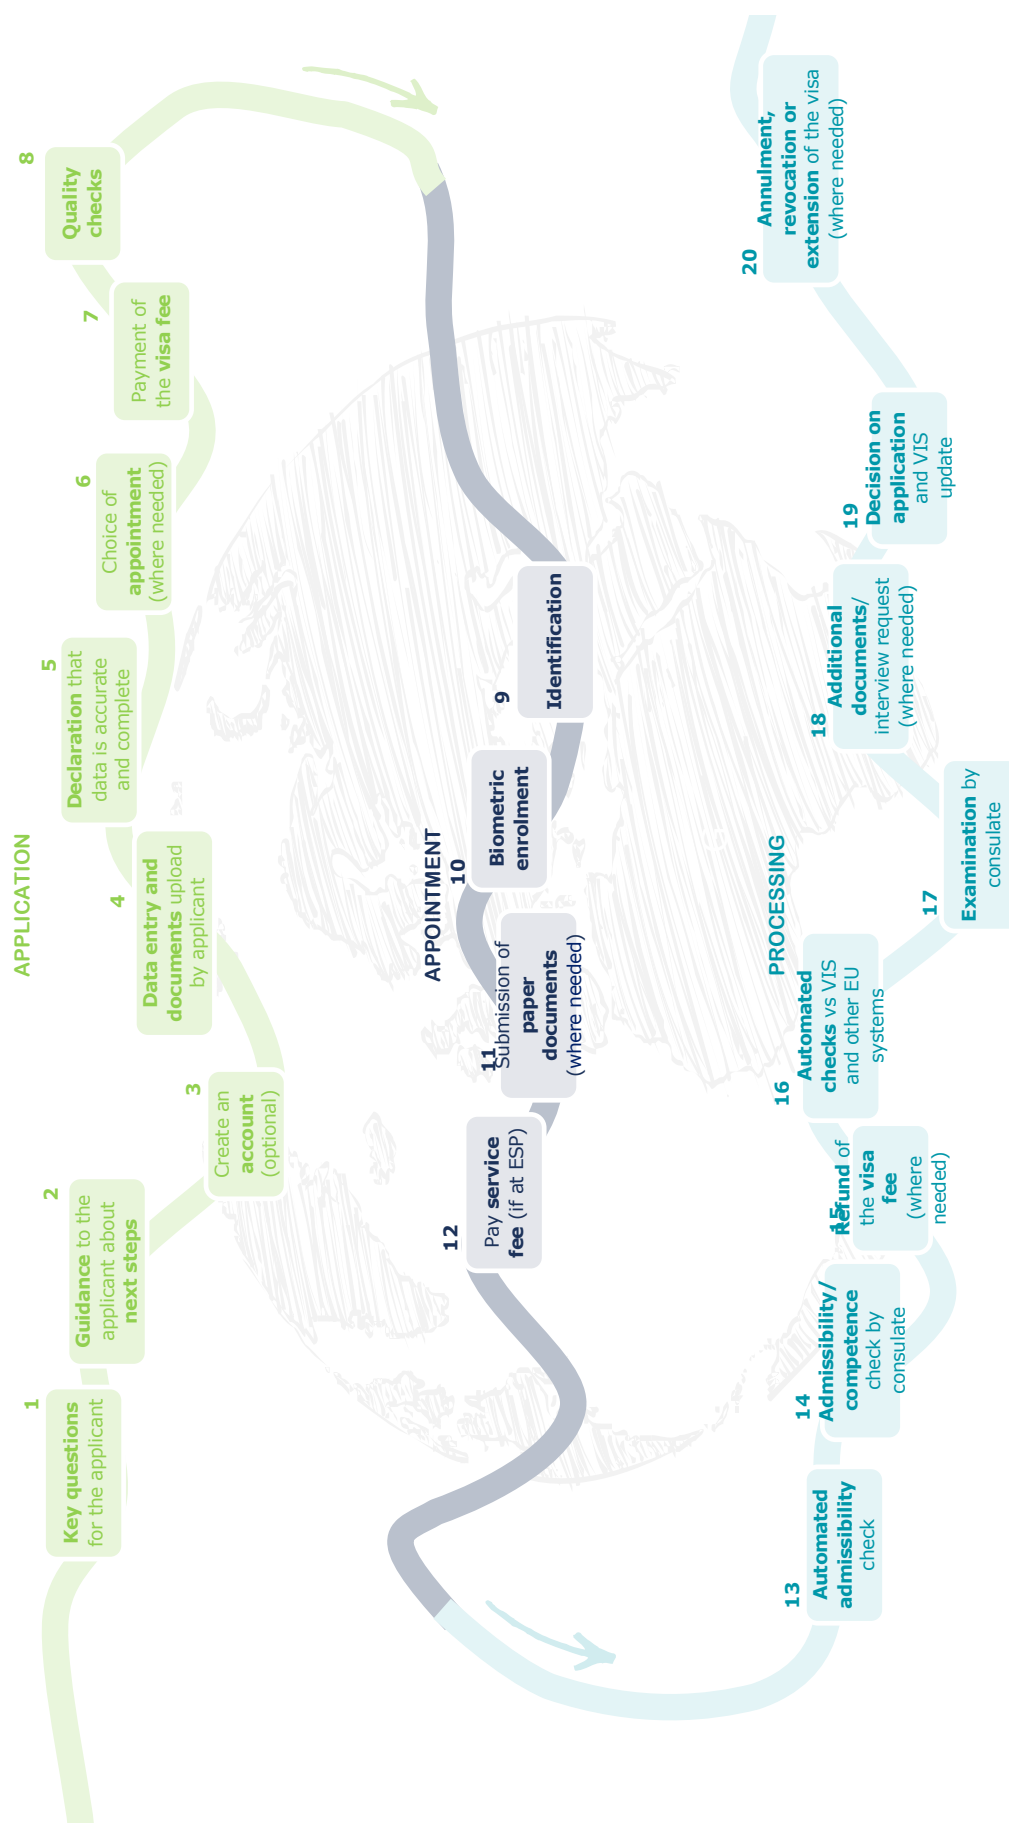 APPLICATION
1
Key questions
for the applicant
2
Guidance to the
applicant about
next steps
3
Create an
account
(optional)
4
Data entry and
documents upload
by applicant
5
Declaration that
data is accurate
and complete
6
Choice of
appointment
(where needed)
7
Payment of
the visa fee
8
Quality
checks
APPOINTMENT
9
Identification
10
Biometric
enrolment
11
Submission of
paper
documents
(where needed)
12
Pay service
fee (if at ESP)
PROCESSING
13
Automated
admissibility
check
14
Admissibility/
competence
check by
consulate
15
Refund of
the visa
fee
(where
needed)
16
Automated
checks vs VIS
and other EU
systems
17
Examination by
consulate
18
Additional
documents/
interview request
(where needed)
19
Decision on
application
and VIS
update
20
Annulment,
revocation or
extension of the visa
(where needed)